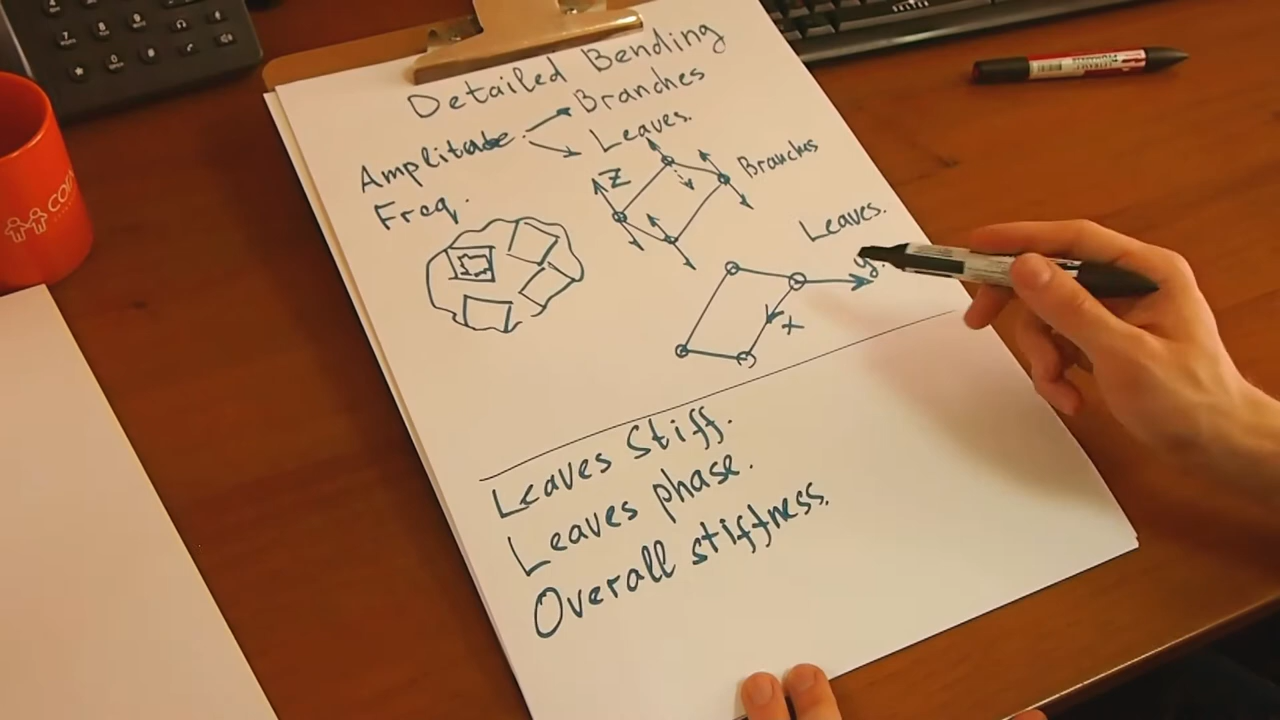 Detailed Bending
Amplitude
Branches
Leaves.
Freq.
Z
Branches
Leaves.
y.
x
Leaves Stiff.
Leaves phase.
Overall stiffness.